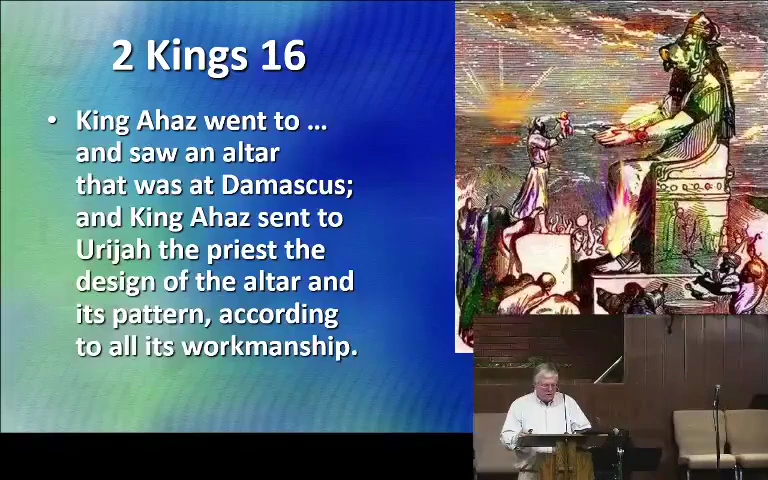 2 Kings 16
• King Ahaz went to ...
and saw an altar
that was at Damascus;
and King Ahaz sent to
Urijah the priest the
design of the altar and
its pattern, according
to all its workmanship.